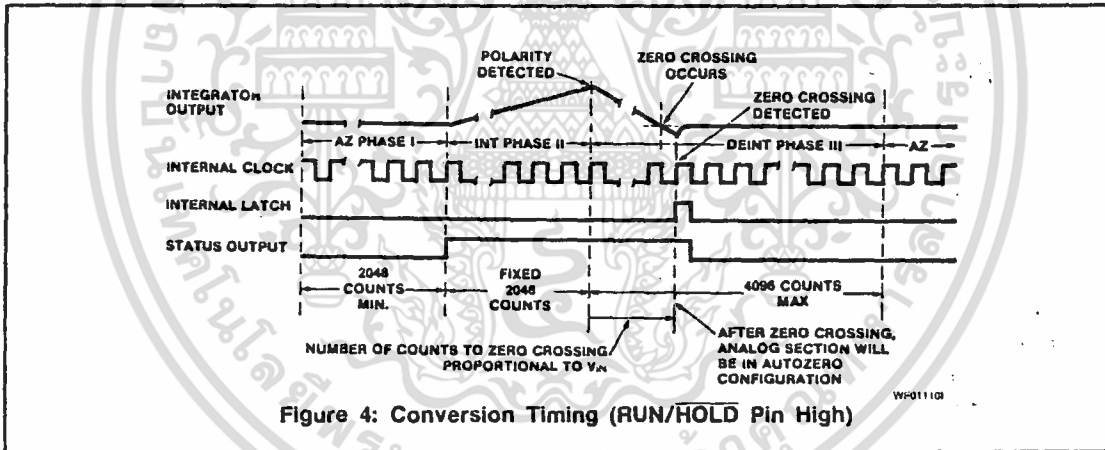 POLARITY
DETECTED
ZERO CROSSING
OCCURS
ZERO CROSSING
DETECTED
INTEGRATOR
OUTPUT
AZ PHASE I
INT PHASE II
DEINT PHASE III
AZ
INTERNAL CLOCK
INTERNAL LATCH
STATUS OUTPUT
2048
COUNTS
MIN.
FIXED
2048
COUNTS
4096 COUNTS
MAX
NUMBER OF COUNTS TO ZERO CROSSING
PROPORTIONAL TO VIN
AFTER ZERO CROSSING,
ANALOG SECTION WILL
BE IN AUTOZERO
CONFIGURATION
Figure 4: Conversion Timing (RUN/HOLD Pin High)